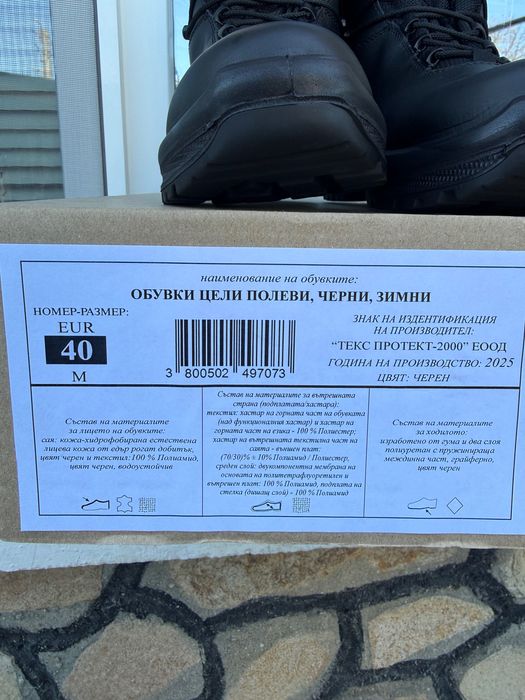 наименование на обувките:
ОБУВКИ ЦЕЛИ ПОЛЕВИ, ЧЕРНИ, ЗИМНИ
НОМЕР-РАЗМЕР:
EUR
40
M
3 800502 497073
ЗНАК НА ИЗДЕНТИФИКАЦИЯ
НА ПРОИЗВОДИТЕЛ:
“ТЕКС ПРОТЕКТ-2000” ЕООД
ГОДИНА НА ПРОИЗВОДСТВО: 2025
ЦВЯТ: ЧЕРЕН
Състав на материалите
за лицето на обувките:
сая: кожа-хидрофобирана естествена
лицева кожа от едър рогат добитък,
цвят черен и текстил:100 % Полиамид,
цвят черен, водоустойчив
Състав на материалите за вътрешната
страна (подплатата/хастара):
текстил: хастар на горната част на обувката
(над функционалния хастар) и хастар на
горната част на езика - 100 % Полиестер;
хастар на вътрешната текстилна част на
саята - външен плат:
(70/30)% ± 10% Полиамид / Полиестер,
среден слой: двукомпонентна мембрана на
основата на политетрафлуоретилен и
вътрешен плат: 100 % Полиамид, подплата на
стелка (дишащ слой) - 100 % Полиамид
Състав на материалите
за ходилото:
изработено от гума и два слоя
полиуретан с пружинираща
междинна част, грайферно,
цвят черен